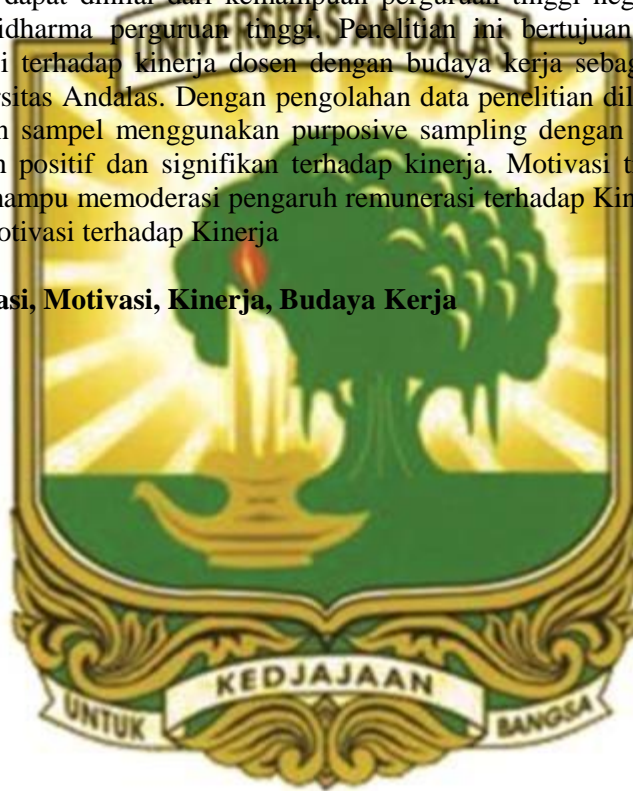 dapat dinilai dari kemampuan perguruan tinggi neg
idharma perguruan tinggi. Penelitian ini bertujuan
UNIVERSITAS ANDALAS
i terhadap kinerja dosen dengan budaya kerja sebag
rsitas Andalas. Dengan pengolahan data penelitian dil
n sampel menggunakan purposive sampling dengan
h positif dan signifikan terhadap kinerja. Motivasi t
mampu memoderasi pengaruh remunerasi terhadap Kin
otivasi terhadap Kinerja
asi, Motivasi, Kinerja, Budaya Kerja
UNTUK KEDJAJAAN BANGSA